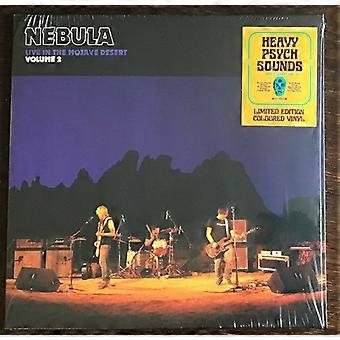 NEBULA
LIVE IN THE MOJAVE DESERT
VOLUME 2
HEAVY
PSYCH
SOUNDS
LIMITED EDITION
COLOURED VINYL